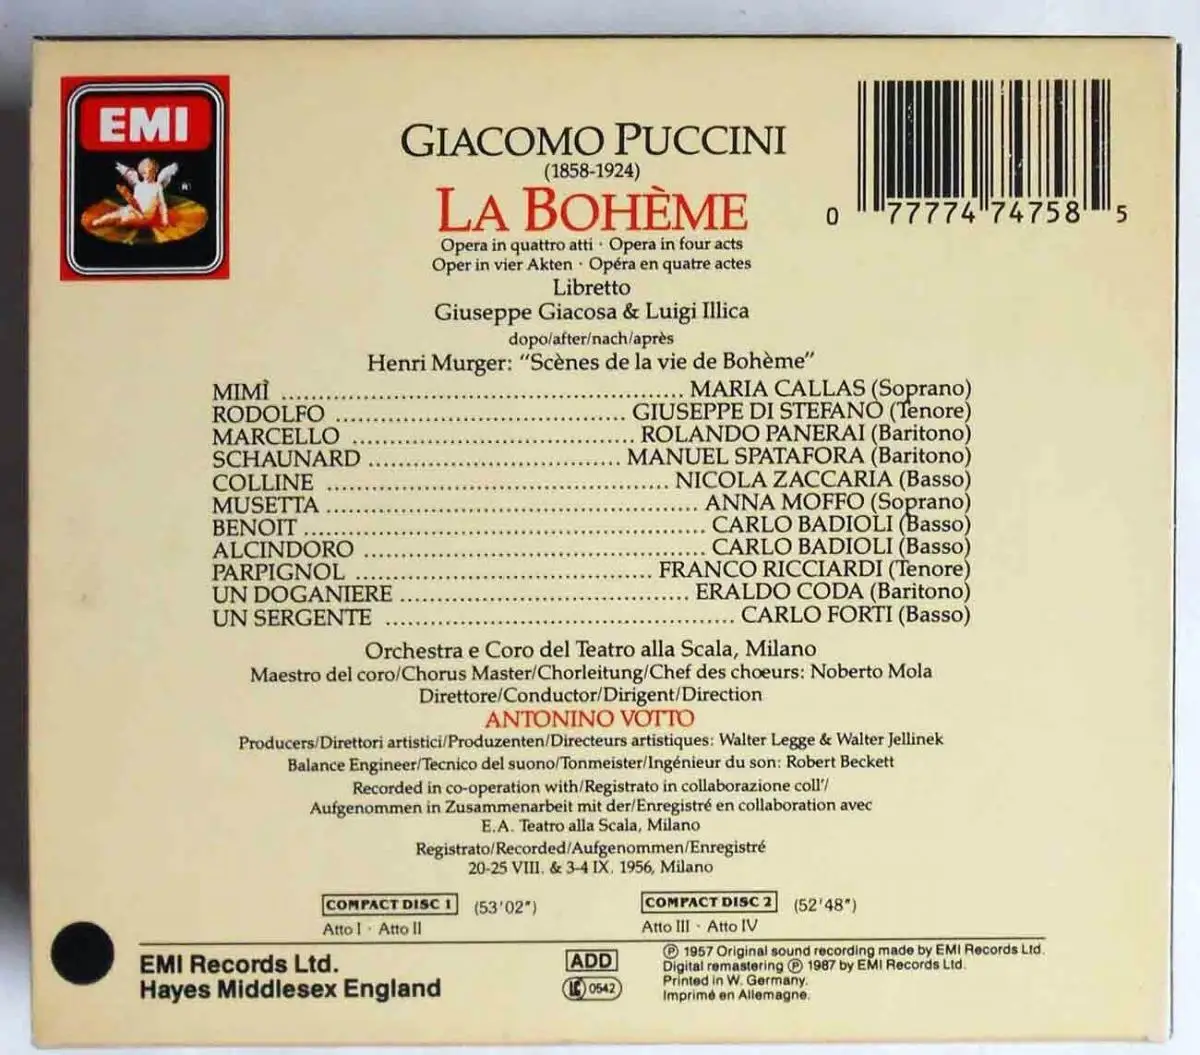 EMI
GIACOMO PUCCINI
(1858-1924)
LA BOHÈME
0 77774 74758 5
Opera in quattro atti · Opera in four acts
Oper in vier Akten · Opéra en quatre actes
Libretto
Giuseppe Giacosa & Luigi Illica
dopo/after/nach/après
Henri Murger: “Scènes de la vie de Bohème”
MIMÌ ........ MARIA CALLAS (Soprano)
RODOLFO ........ GIUSEPPE DI STEFANO (Tenore)
MARCELLO ........ ROLANDO PANERAI (Baritono)
SCHAUNARD ........ MANUEL SPATAFORA (Baritono)
COLLINE ........ NICOLA ZACCARIA (Basso)
MUSETTA ........ ANNA MOFFO (Soprano)
BENOIT ........ CARLO BADIOLI (Basso)
ALCINDORO ........ CARLO BADIOLI (Basso)
PARPIGNOL ........ FRANCO RICCIARDI (Tenore)
UN DOGANIERE ........ ERALDO CODA (Baritono)
UN SERGENTE ........ CARLO FORTI (Basso)
Orchestra e Coro del Teatro alla Scala, Milano
Maestro del coro/Chorus Master/Chorleitung/Chef des chœurs: Noberto Mola
Direttore/Conductor/Dirigent/Direction
ANTONINO VOTTO
Producers/Direttori artistici/Produzenten/Directeurs artistiques: Walter Legge & Walter Jellinek
Balance Engineer/Tecnico del suono/Tonmeister/Ingénieur du son: Robert Beckett
Recorded in co-operation with/Registrato in collaborazione coll'/
Aufgenommen in Zusammenarbeit mit der/Enregistré en collaboration avec
E.A. Teatro alla Scala, Milano
Registrato/Recorded/Aufgenommen/Enregistré
20-25 VIII. & 3-4 IX. 1956, Milano
COMPACT DISC 1 (53'02")
Atto I · Atto II
COMPACT DISC 2 (52'48")
Atto III · Atto IV
EMI Records Ltd.
Hayes Middlesex England
ADD
LC 0542
℗ 1957 Original sound recording made by EMI Records Ltd.
Digital remastering ℗ 1987 by EMI Records Ltd.
Printed in W. Germany.
Imprimé en Allemagne.